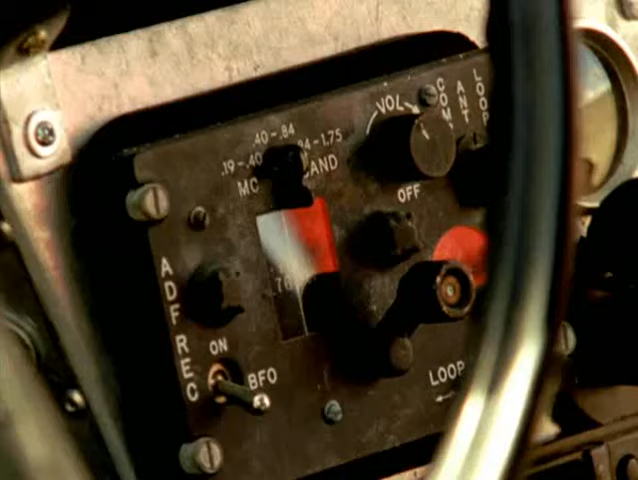 .40-.84
.19-.40 .84-1.75
MC BAND
VOL
COMP
ANT
LOOP
OFF
ADF REC
.70
ON
BFO
LOOP